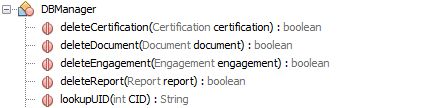 DBManager
deleteCertification(Certification certification) : boolean
deleteDocument(Document document) : boolean
deleteEngagement(Engagement engagement) : boolean
deleteReport(Report report) : boolean
lookupUID(int CID) : String